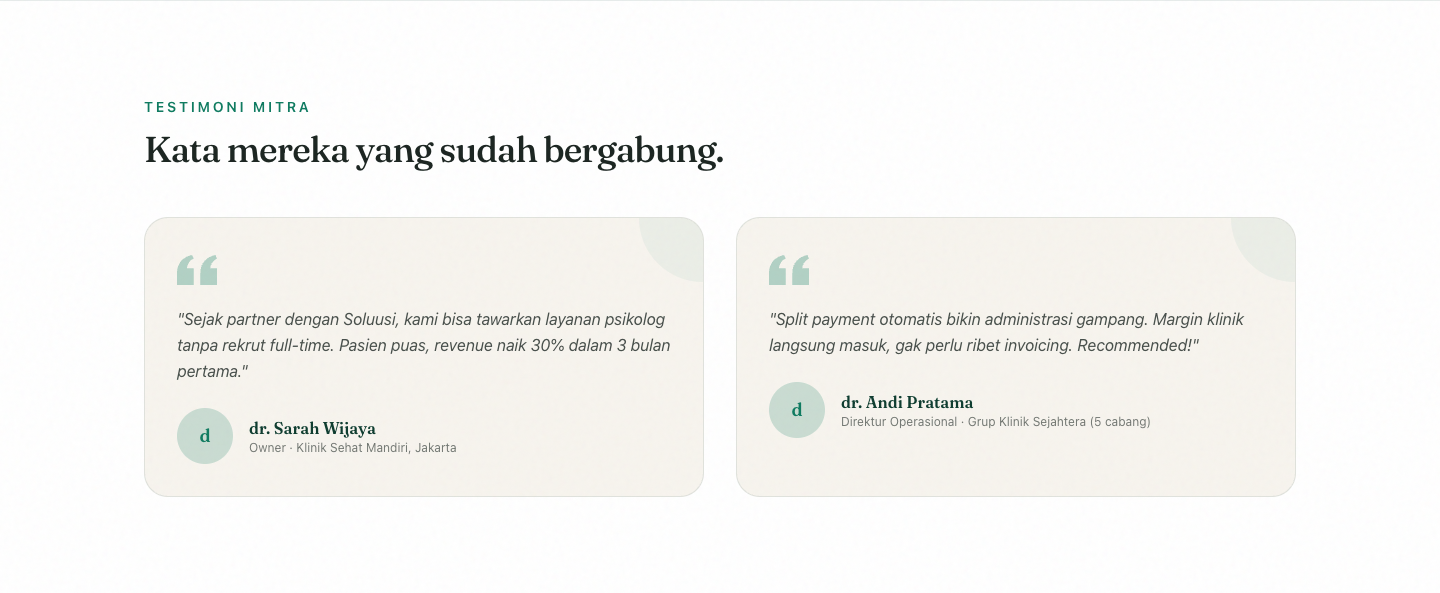 TESTIMONI MITRA
Kata mereka yang sudah bergabung.
"Sejak partner dengan Soluusi, kami bisa tawarkan layanan psikolog
tanpa rekrut full-time. Pasien puas, revenue naik 30% dalam 3 bulan
pertama."
d
dr. Sarah Wijaya
Owner · Klinik Sehat Mandiri, Jakarta
"Split payment otomatis bikin administrasi gampang. Margin klinik
langsung masuk, gak perlu ribet invoicing. Recommended!"
d
dr. Andi Pratama
Direktur Operasional · Grup Klinik Sejahtera (5 cabang)